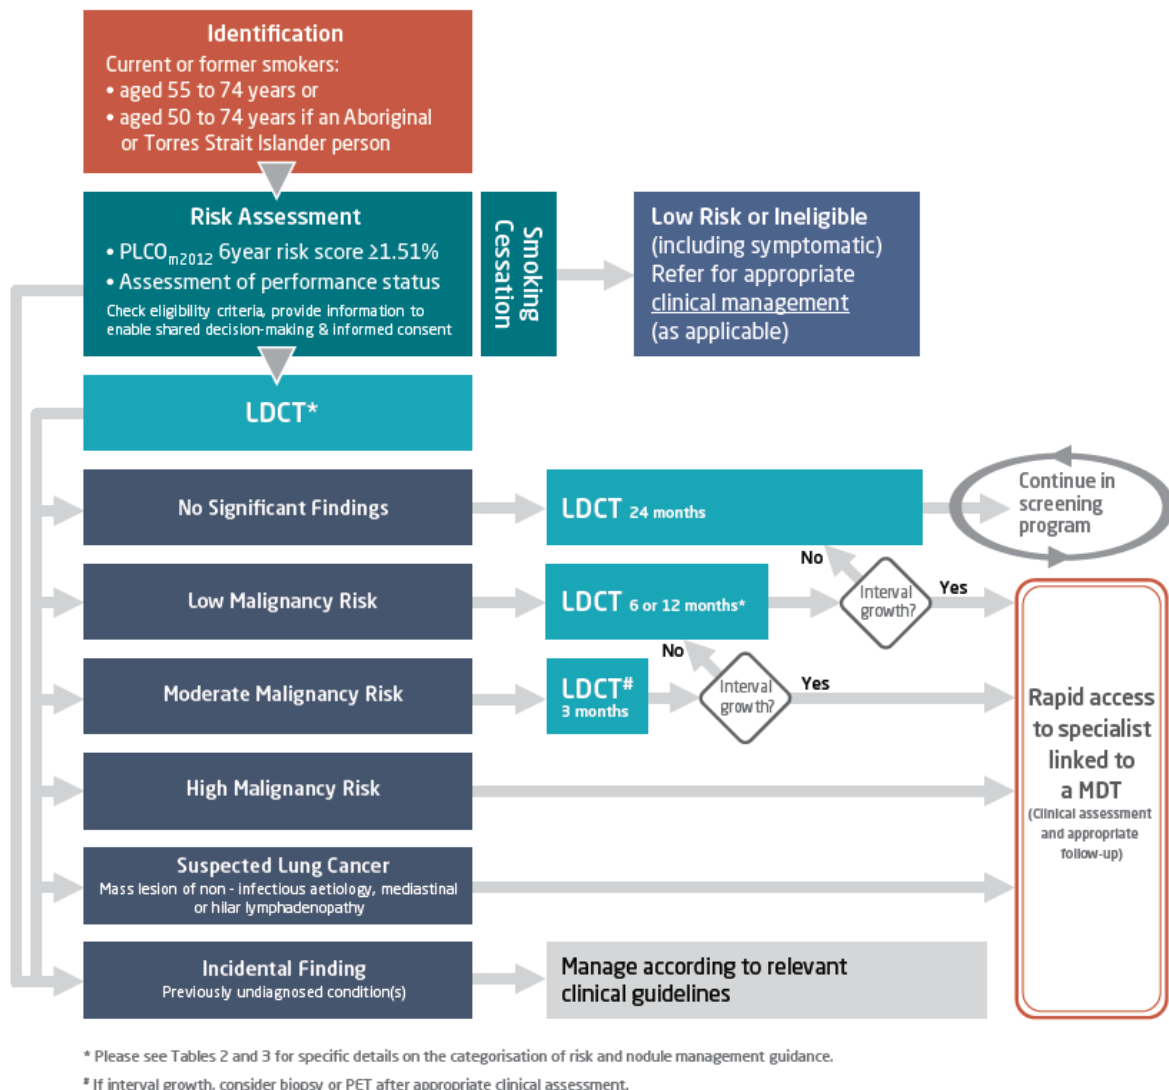 Identification
Current or former smokers:
• aged 55 to 74 years or
• aged 50 to 74 years if an Aboriginal
or Torres Strait Islander person
Risk Assessment
• PLCOm2012 6year risk score ≥1.51%
• Assessment of performance status
Check eligibility criteria, provide information to
enable shared decision-making & informed consent
Smoking
Cessation
Low Risk or Ineligible
(including symptomatic)
Refer for appropriate
clinical management
(as applicable)
LDCT*
No Significant Findings
LDCT 24 months
Continue in
screening
program
No
Low Malignancy Risk
LDCT 6 or 12 months*
Interval
growth?
Yes
No
Moderate Malignancy Risk
LDCT#
3 months
Interval
growth?
Yes
Rapid access
to specialist
linked to
a MDT
(Clinical assessment
and appropriate
follow-up)
High Malignancy Risk
Suspected Lung Cancer
Mass lesion of non - infectious aetiology, mediastinal
or hilar lymphadenopathy
Incidental Finding
Previously undiagnosed condition(s)
Manage according to relevant
clinical guidelines
* Please see Tables 2 and 3 for specific details on the categorisation of risk and nodule management guidance.
# If interval growth, consider biopsy or PET after appropriate clinical assessment.